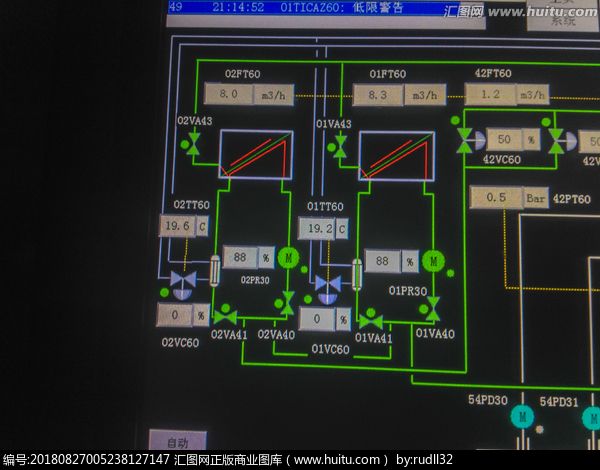 49 21:14:52 01TICAZ60: 低限警告
汇图网
www.huitu.com
系统
02FT60 01FT60 42FT60
8.0 m3/h 8.3 m3/h 1.2 m3/h
02VA43 01VA43
50 %
42VC60
02TT60 01TT60
0.5 Bar 42PT60
19.6 C 19.2 C
88 % 88 %
M M
02PR30 01PR30
0 % 0 %
02VA41 02VA40 01VA41 01VA40
02VC60 01VC60
54PD30 54PD31
M M
自动
编号:20180827005238127147 汇图网正版商业图库（www.huitu.com） by:rudll32